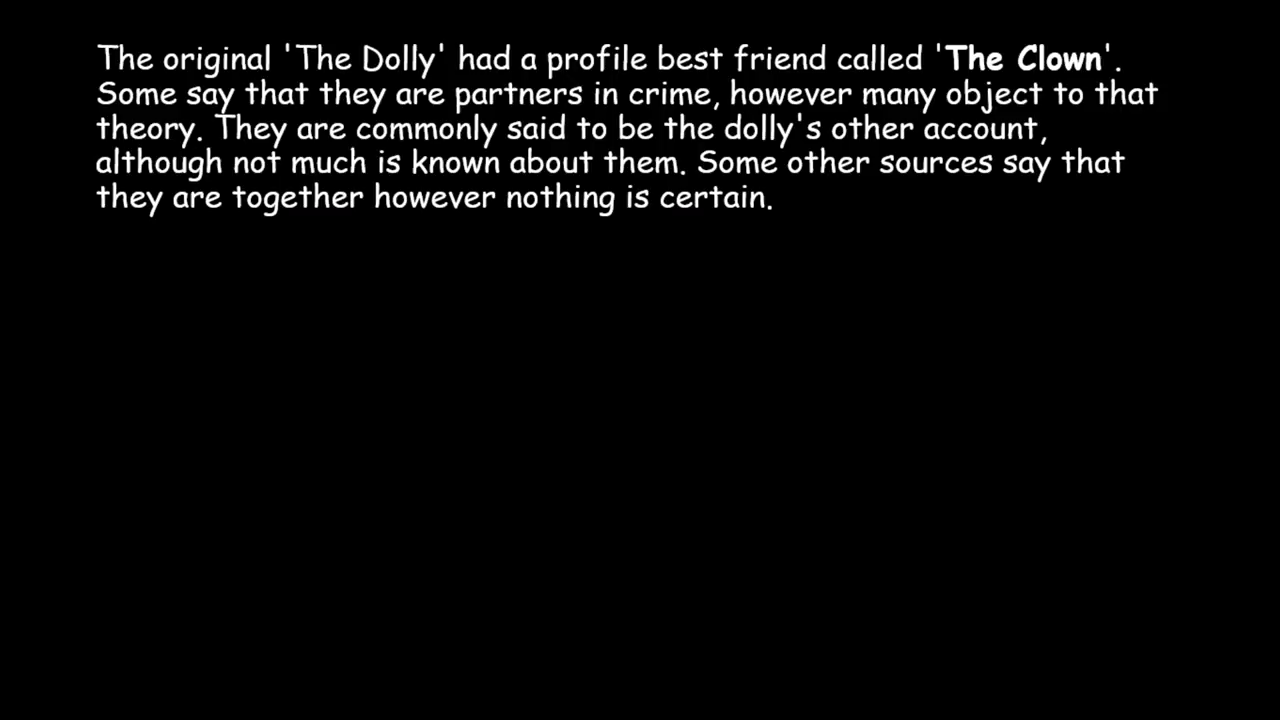 The original 'The Dolly' had a profile best friend called 'The Clown'.
Some say that they are partners in crime, however many object to that
theory. They are commonly said to be the dolly's other account,
although not much is known about them. Some other sources say that
they are together however nothing is certain.